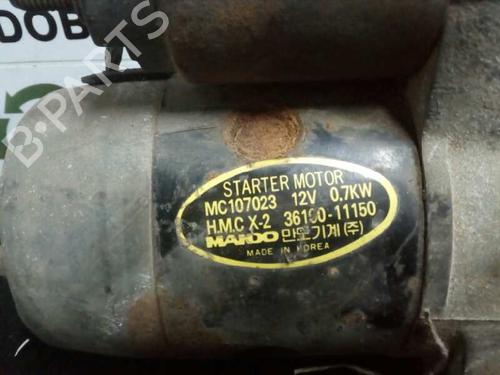 DOB
B-PARTS
STARTER MOTOR
MC107023 12V 0.7KW
H.M.C X-2 36100-11150
MANDO 만도기계(주)
MADE IN KOREA